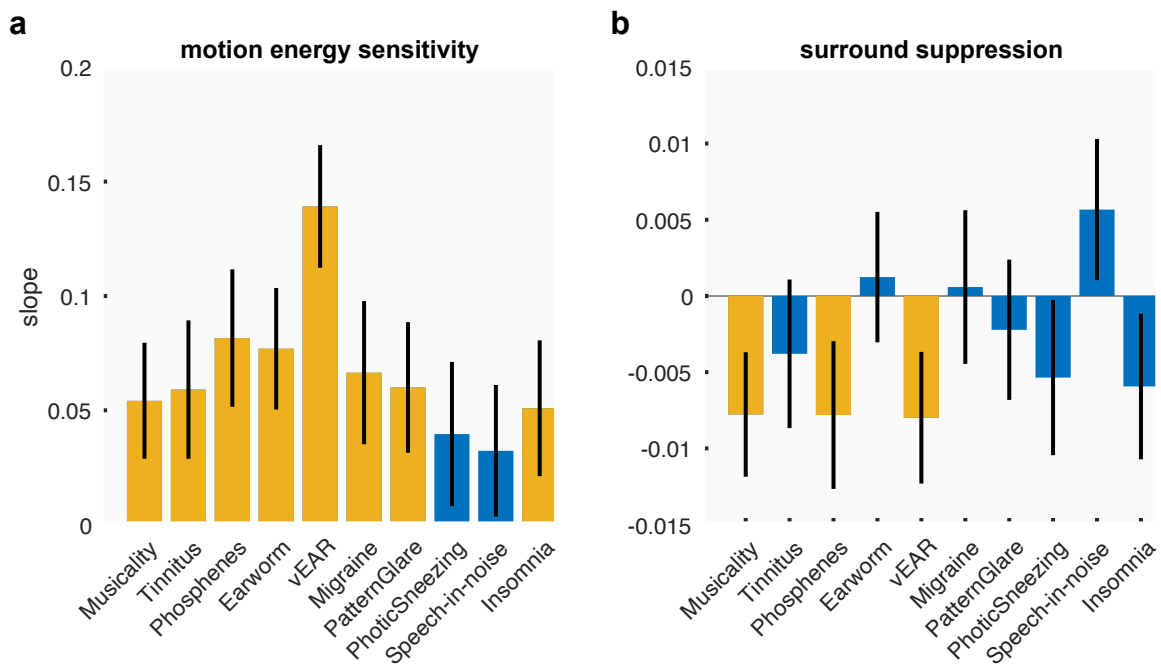 a
motion energy sensitivity
0.2
0.15
0.1
0.05
0
slope
Musicality
Tinnitus
Phosphenes
Earworm
vEAR
Migraine
PatternGlare
PhoticSneezing
Speech-in-noise
Insomnia
b
surround suppression
0.015
0.01
0.005
0
-0.005
-0.01
-0.015
Musicality
Tinnitus
Phosphenes
Earworm
vEAR
Migraine
PatternGlare
PhoticSneezing
Speech-in-noise
Insomnia